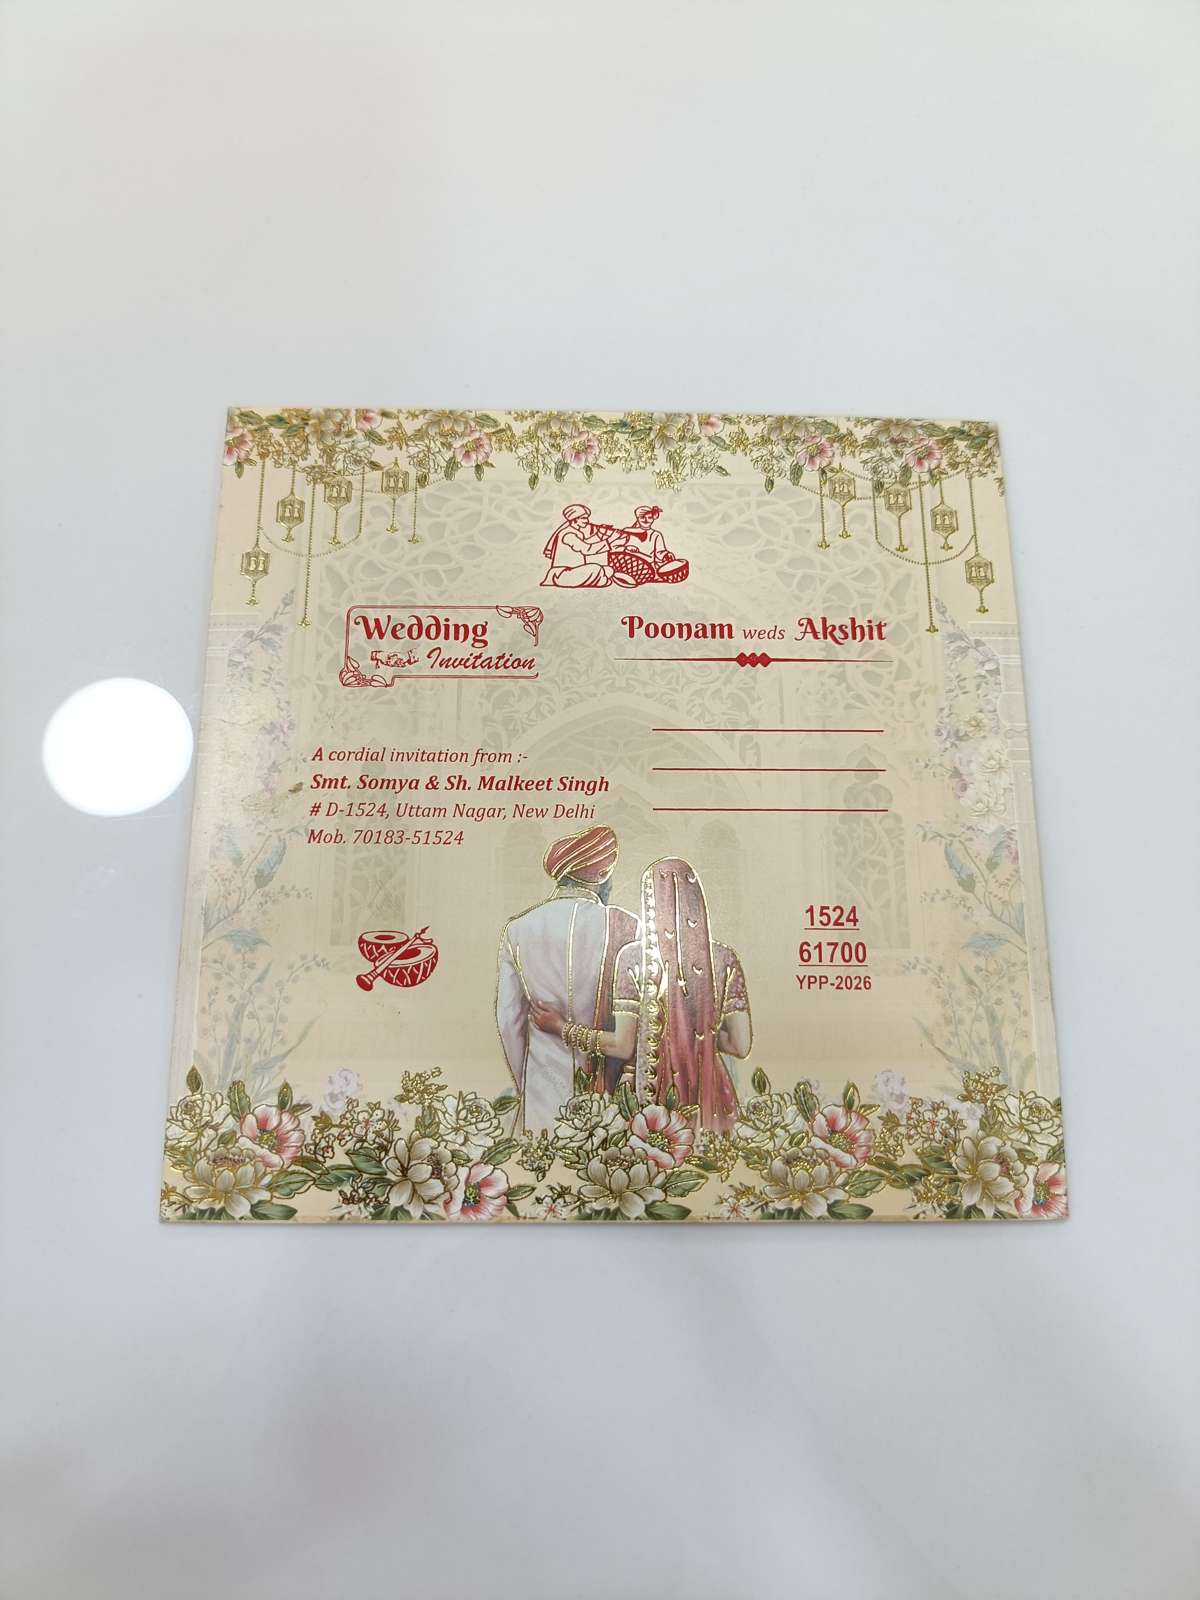 Wedding
Invitation
Poonam weds Akshit
A cordial invitation from :-
Smt. Somya & Sh. Malkeet Singh
# D-1524, Uttam Nagar, New Delhi
Mob. 70183-51524
1524
61700
YPP-2026